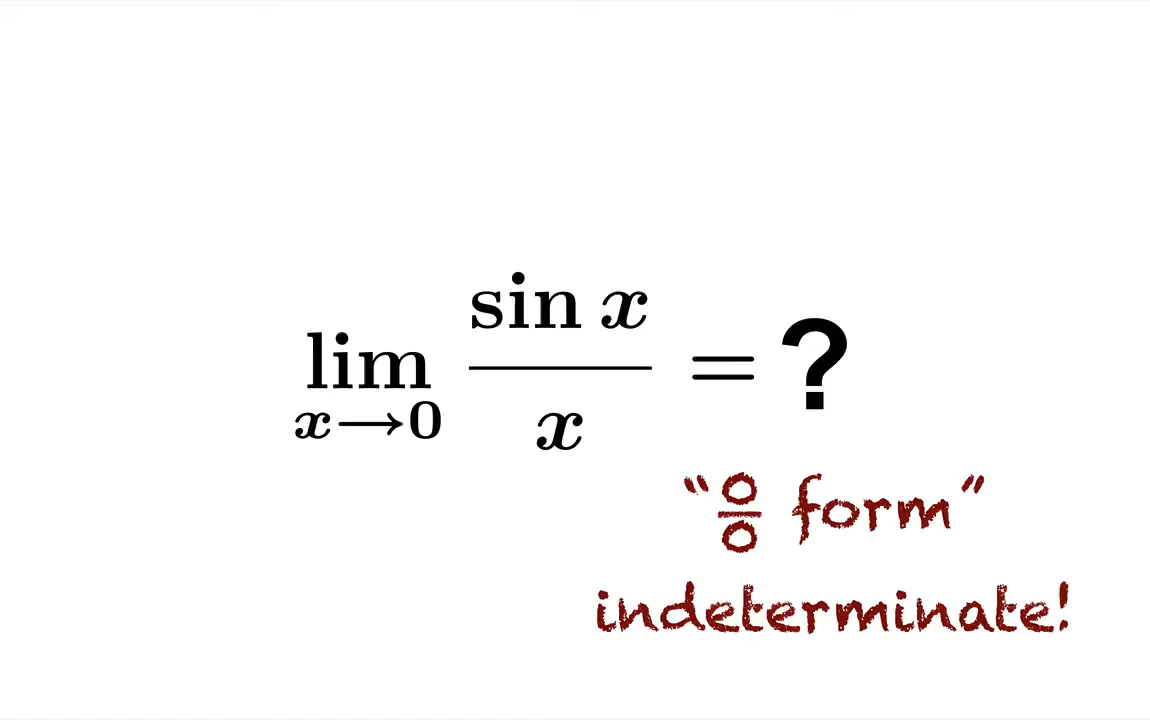 lim x→0 sin x / x = ?
“0/0 form”
indeterminate!